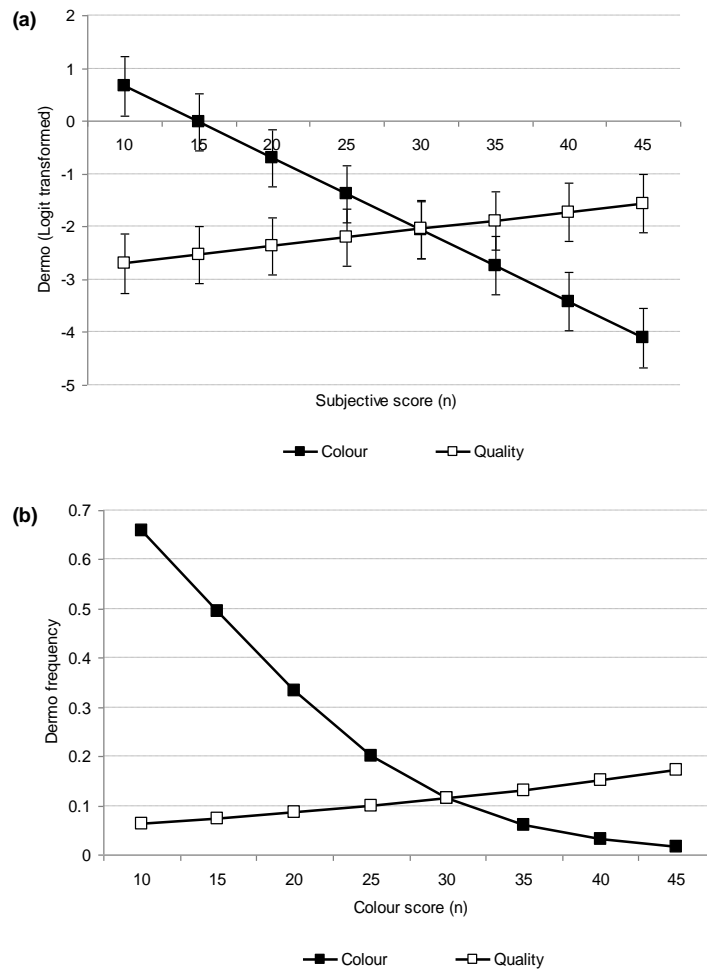 (a)
2
1
0
-1
-2
-3
-4
-5
10 15 20 25 30 35 40 45
Dermo (Logit transformed)
Subjective score (n)
Colour Quality
(b)
0.7
0.6
0.5
0.4
0.3
0.2
0.1
0
10 15 20 25 30 35 40 45
Dermo frequency
Colour score (n)
Colour Quality